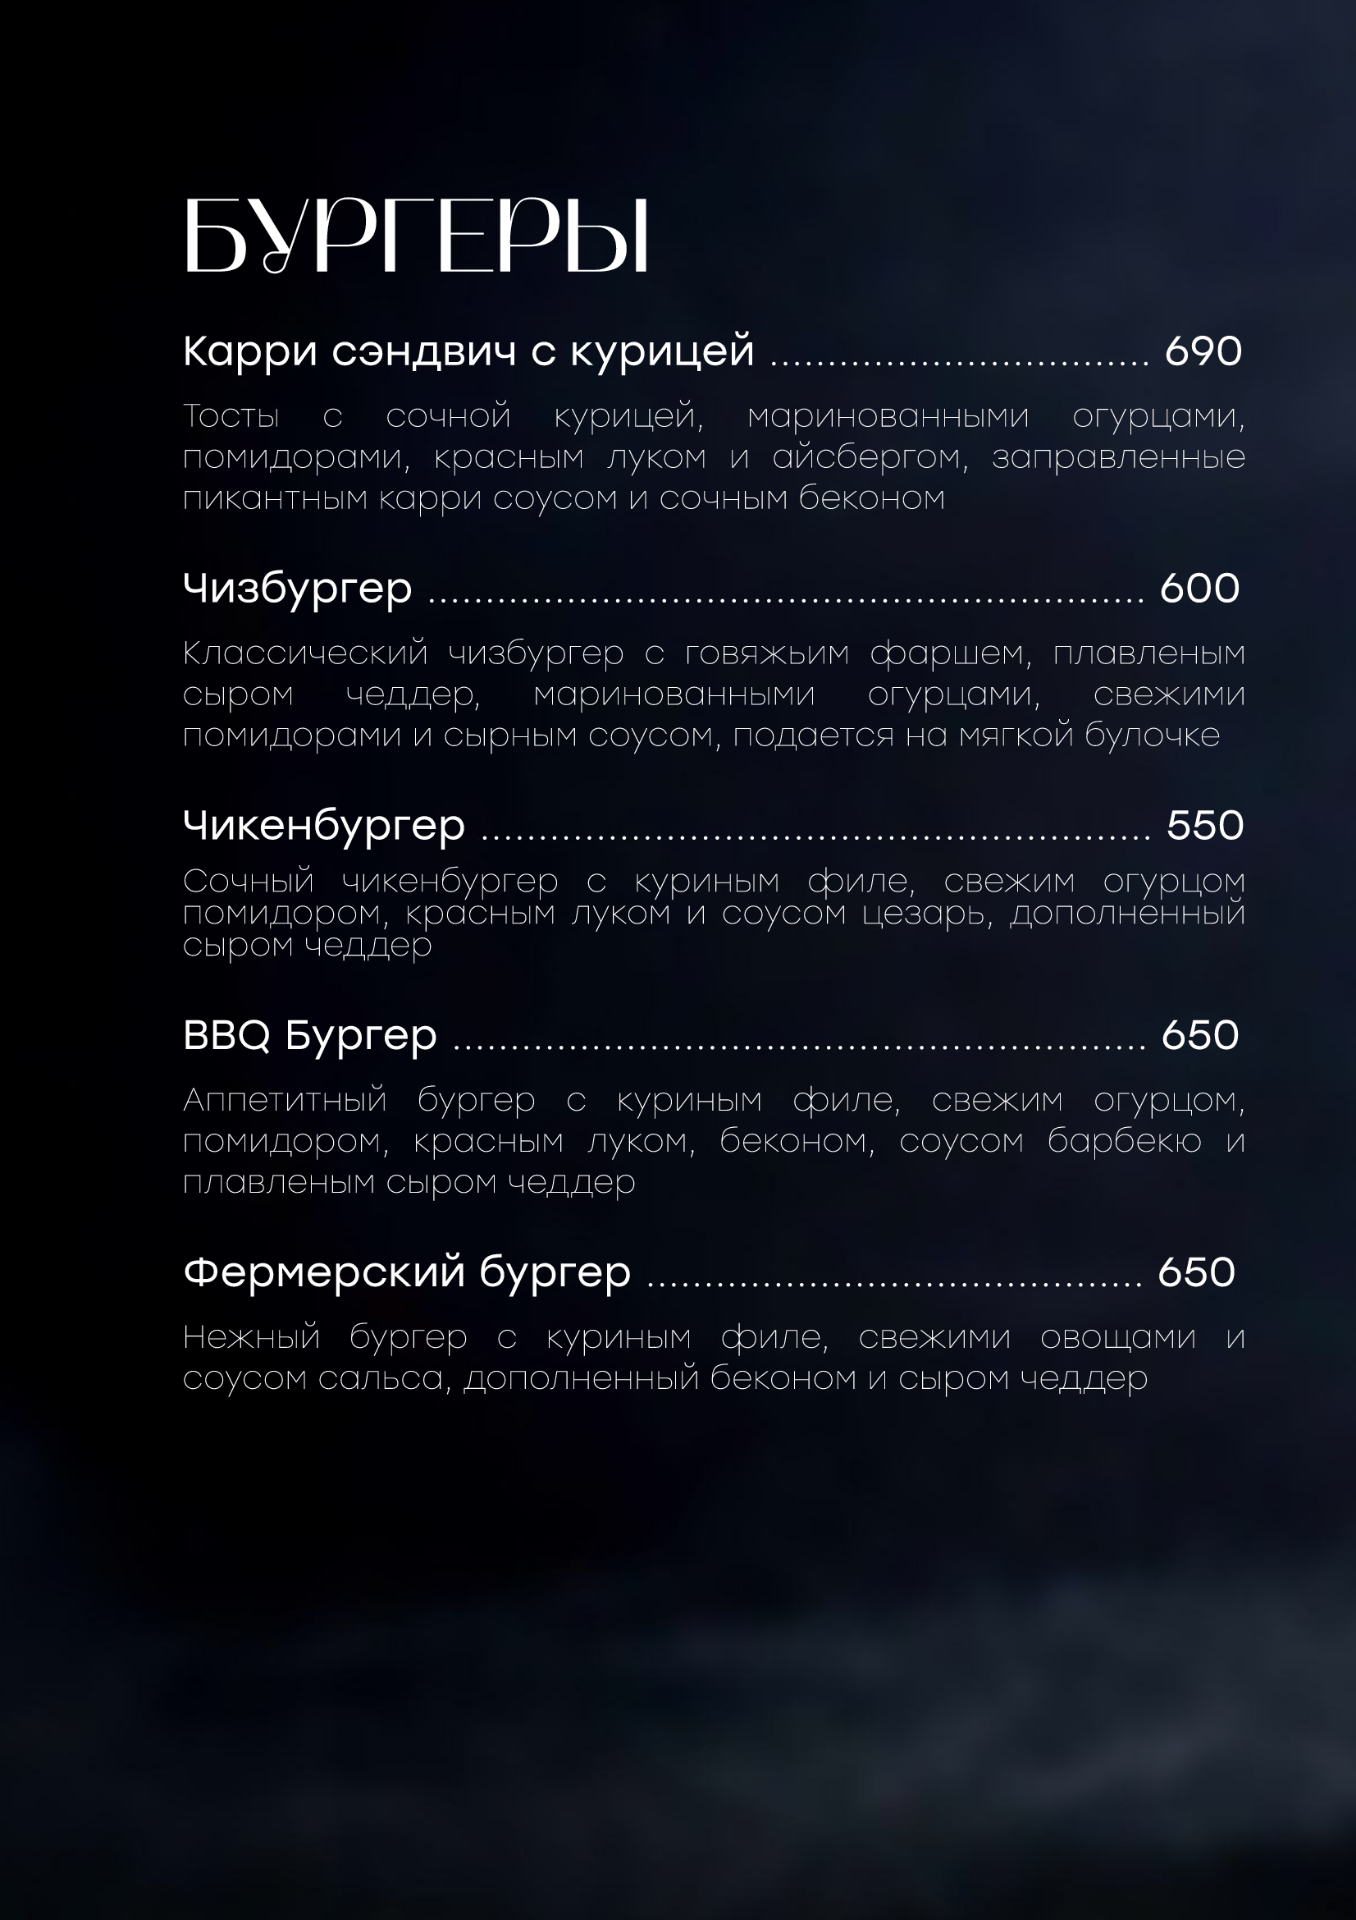 БУРГЕРЫ
Карри сэндвич с курицей ................................. 690
Тосты с сочной курицей, маринованными огурцами,
помидорами, красным луком и айсбергом, заправленные
пикантным карри соусом и сочным беконом
Чизбургер .............................................................. 600
Классический чизбургер с говяжьим фаршем, плавленым
сыром чеддер, маринованными огурцами, свежими
помидорами и сырным соусом, подается на мягкой булочке
Чикенбургер .......................................................... 550
Сочный чикенбургер с куриным филе, свежим огурцом
помидором, красным луком и соусом цезарь, дополненный
сыром чеддер
BBQ Бургер ............................................................ 650
Аппетитный бургер с куриным филе, свежим огурцом,
помидором, красным луком, беконом, соусом барбекю и
плавленым сыром чеддер
Фермерский бургер ........................................... 650
Нежный бургер с куриным филе, свежими овощами и
соусом сальса, дополненный беконом и сыром чеддер